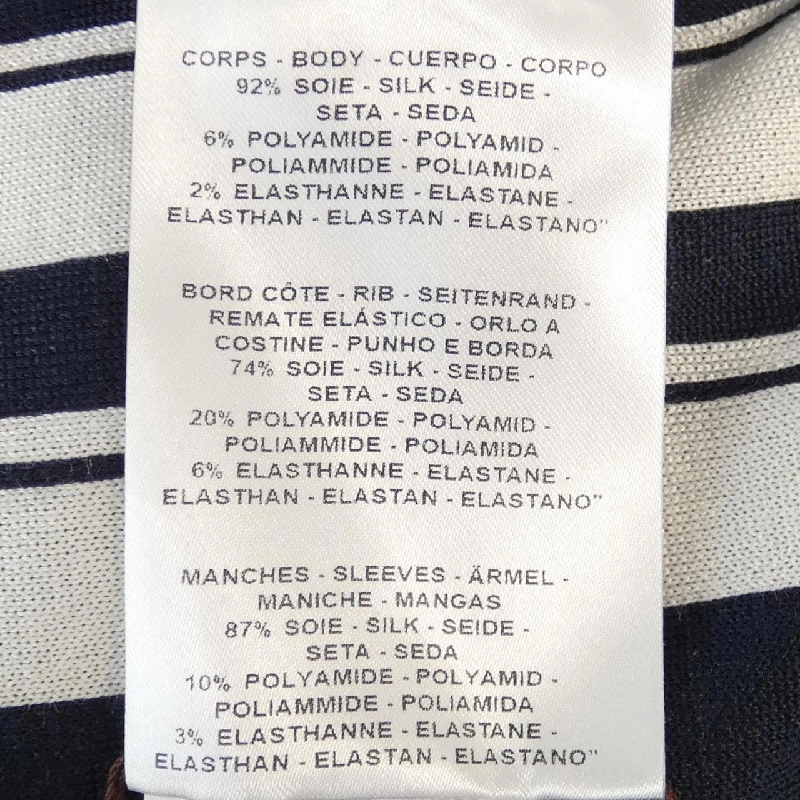 CORPS - BODY - CUERPO - CORPO
92% SOIE - SILK - SEIDE -
SETA - SEDA
6% POLYAMIDE - POLYAMID -
POLIAMMIDE - POLIAMIDA
2% ELASTHANNE - ELASTANE -
ELASTHAN - ELASTAN - ELASTANO"
BORD CÔTE - RIB - SEITENRAND -
REMATE ELÁSTICO - ORLO A
COSTINE - PUNHO E BORDA
74% SOIE - SILK - SEIDE -
SETA - SEDA
20% POLYAMIDE - POLYAMID -
POLIAMMIDE - POLIAMIDA
6% ELASTHANNE - ELASTANE -
ELASTHAN - ELASTAN - ELASTANO"
MANCHES - SLEEVES - ÄRMEL -
MANICHE - MANGAS
87% SOIE - SILK - SEIDE -
SETA - SEDA
10% POLYAMIDE - POLYAMID -
POLIAMMIDE - POLIAMIDA
3% ELASTHANNE - ELASTANE -
ELASTHAN - ELASTAN - ELASTANO"